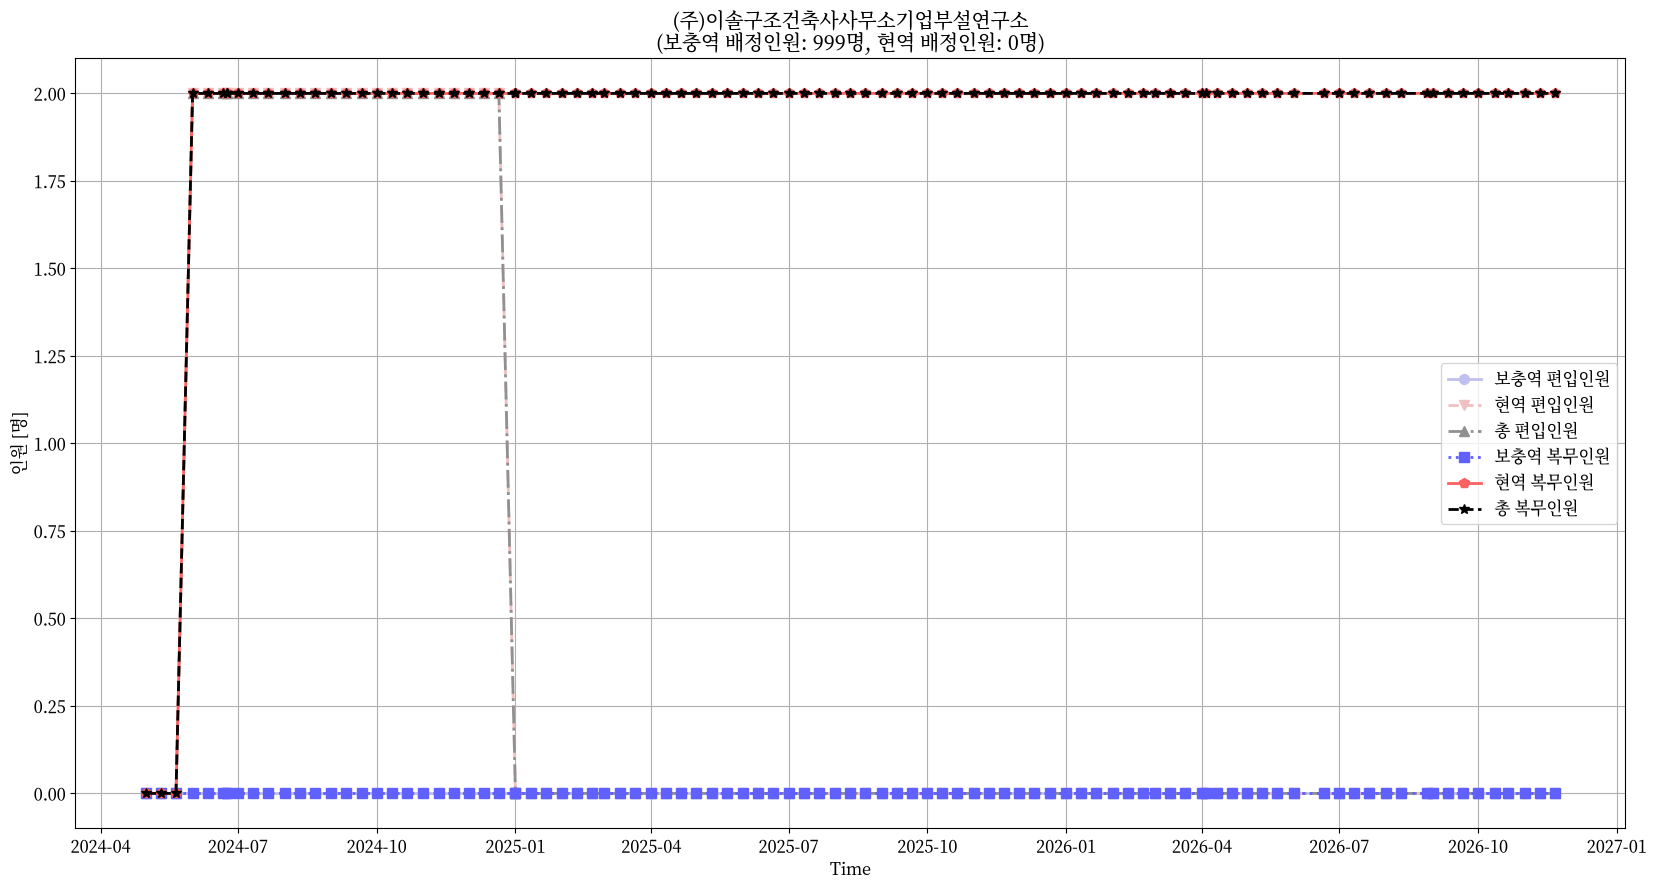 (주)이솔구조건축사사무소기업부설연구소
(보충역 배정인원: 999명, 현역 배정인원: 0명)
인원 [명]
2.00
1.75
1.50
1.25
1.00
0.75
0.50
0.25
0.00
보충역 편입인원
현역 편입인원
총 편입인원
보충역 복무인원
현역 복무인원
총 복무인원
2024-04
2024-07
2024-10
2025-01
2025-04
2025-07
2025-10
2026-01
2026-04
2026-07
2026-10
2027-01
Time